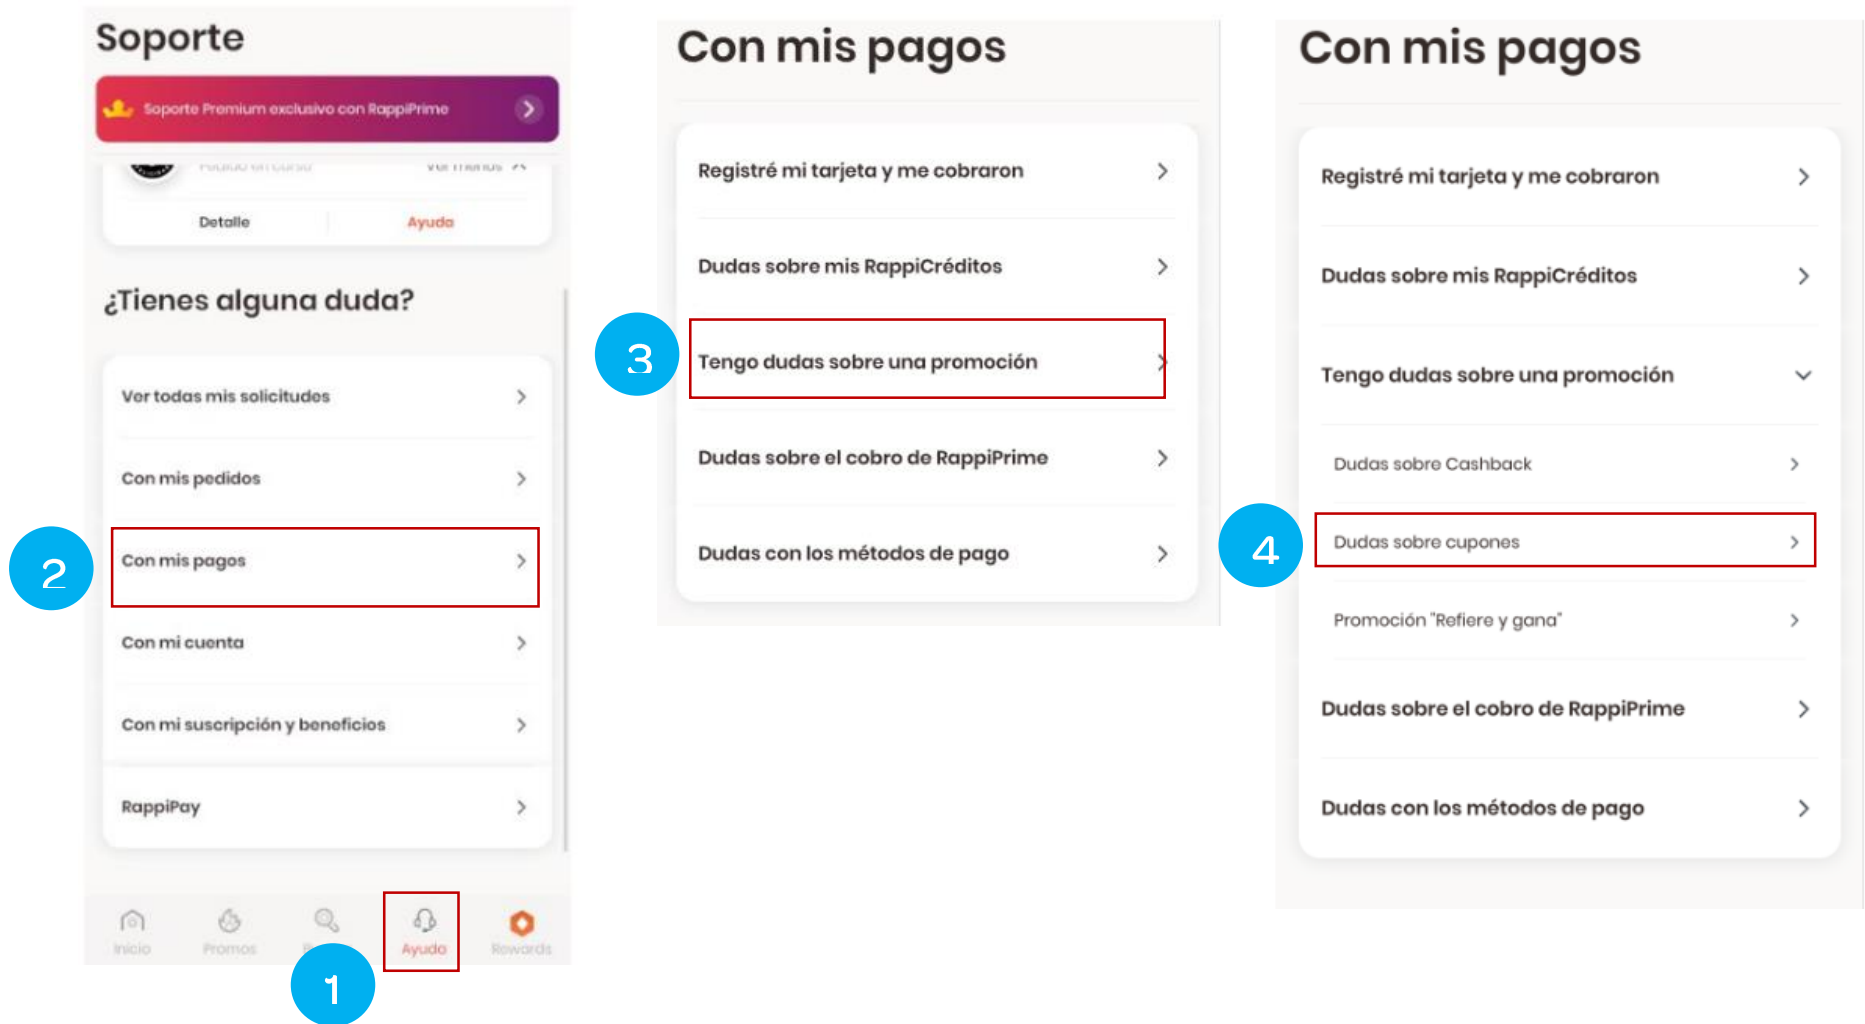 Soporte
Soporte Premium exclusivo con RappiPrime
Pedido en curso
Ver menos
Detalle
Ayuda
¿Tienes alguna duda?
Ver todas mis solicitudes
Con mis pedidos
2
Con mis pagos
Con mi cuenta
Con mi suscripción y beneficios
RappiPay
Inicio
Promos
Ayuda
Rewards
1
Con mis pagos
Registré mi tarjeta y me cobraron
Dudas sobre mis RappiCréditos
3
Tengo dudas sobre una promoción
Dudas sobre el cobro de RappiPrime
Dudas con los métodos de pago
Con mis pagos
Registré mi tarjeta y me cobraron
Dudas sobre mis RappiCréditos
Tengo dudas sobre una promoción
Dudas sobre Cashback
4
Dudas sobre cupones
Promoción "Refiere y gana"
Dudas sobre el cobro de RappiPrime
Dudas con los métodos de pago